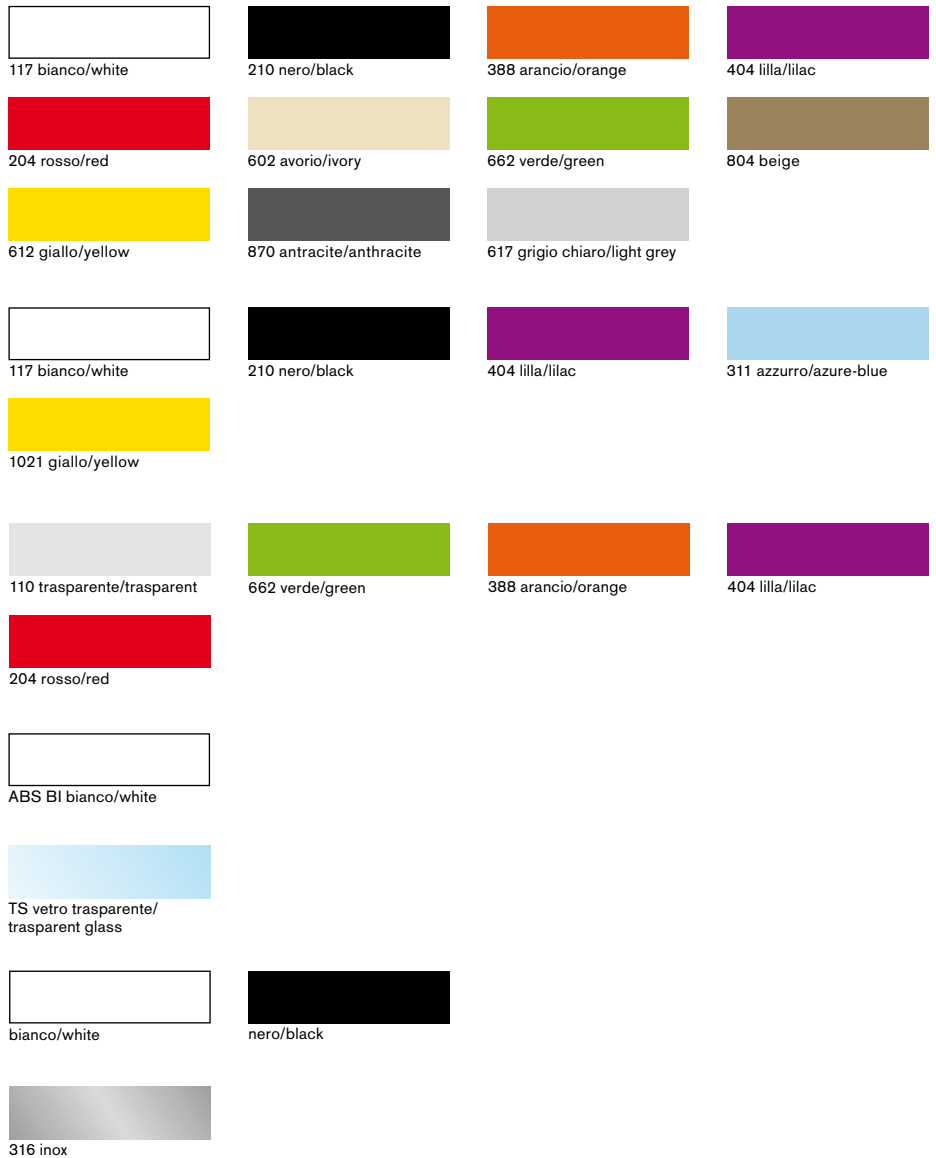 117 bianco/white
210 nero/black
388 arancio/orange
404 lilla/lilac
204 rosso/red
602 avorio/ivory
662 verde/green
804 beige
612 giallo/yellow
870 antracite/anthracite
617 grigio chiaro/light grey
117 bianco/white
210 nero/black
404 lilla/lilac
311 azzurro/azure-blue
1021 giallo/yellow
110 trasparente/trasparent
662 verde/green
388 arancio/orange
404 lilla/lilac
204 rosso/red
ABS BI bianco/white
TS vetro trasparente/
trasparent glass
bianco/white
nero/black
316 inox